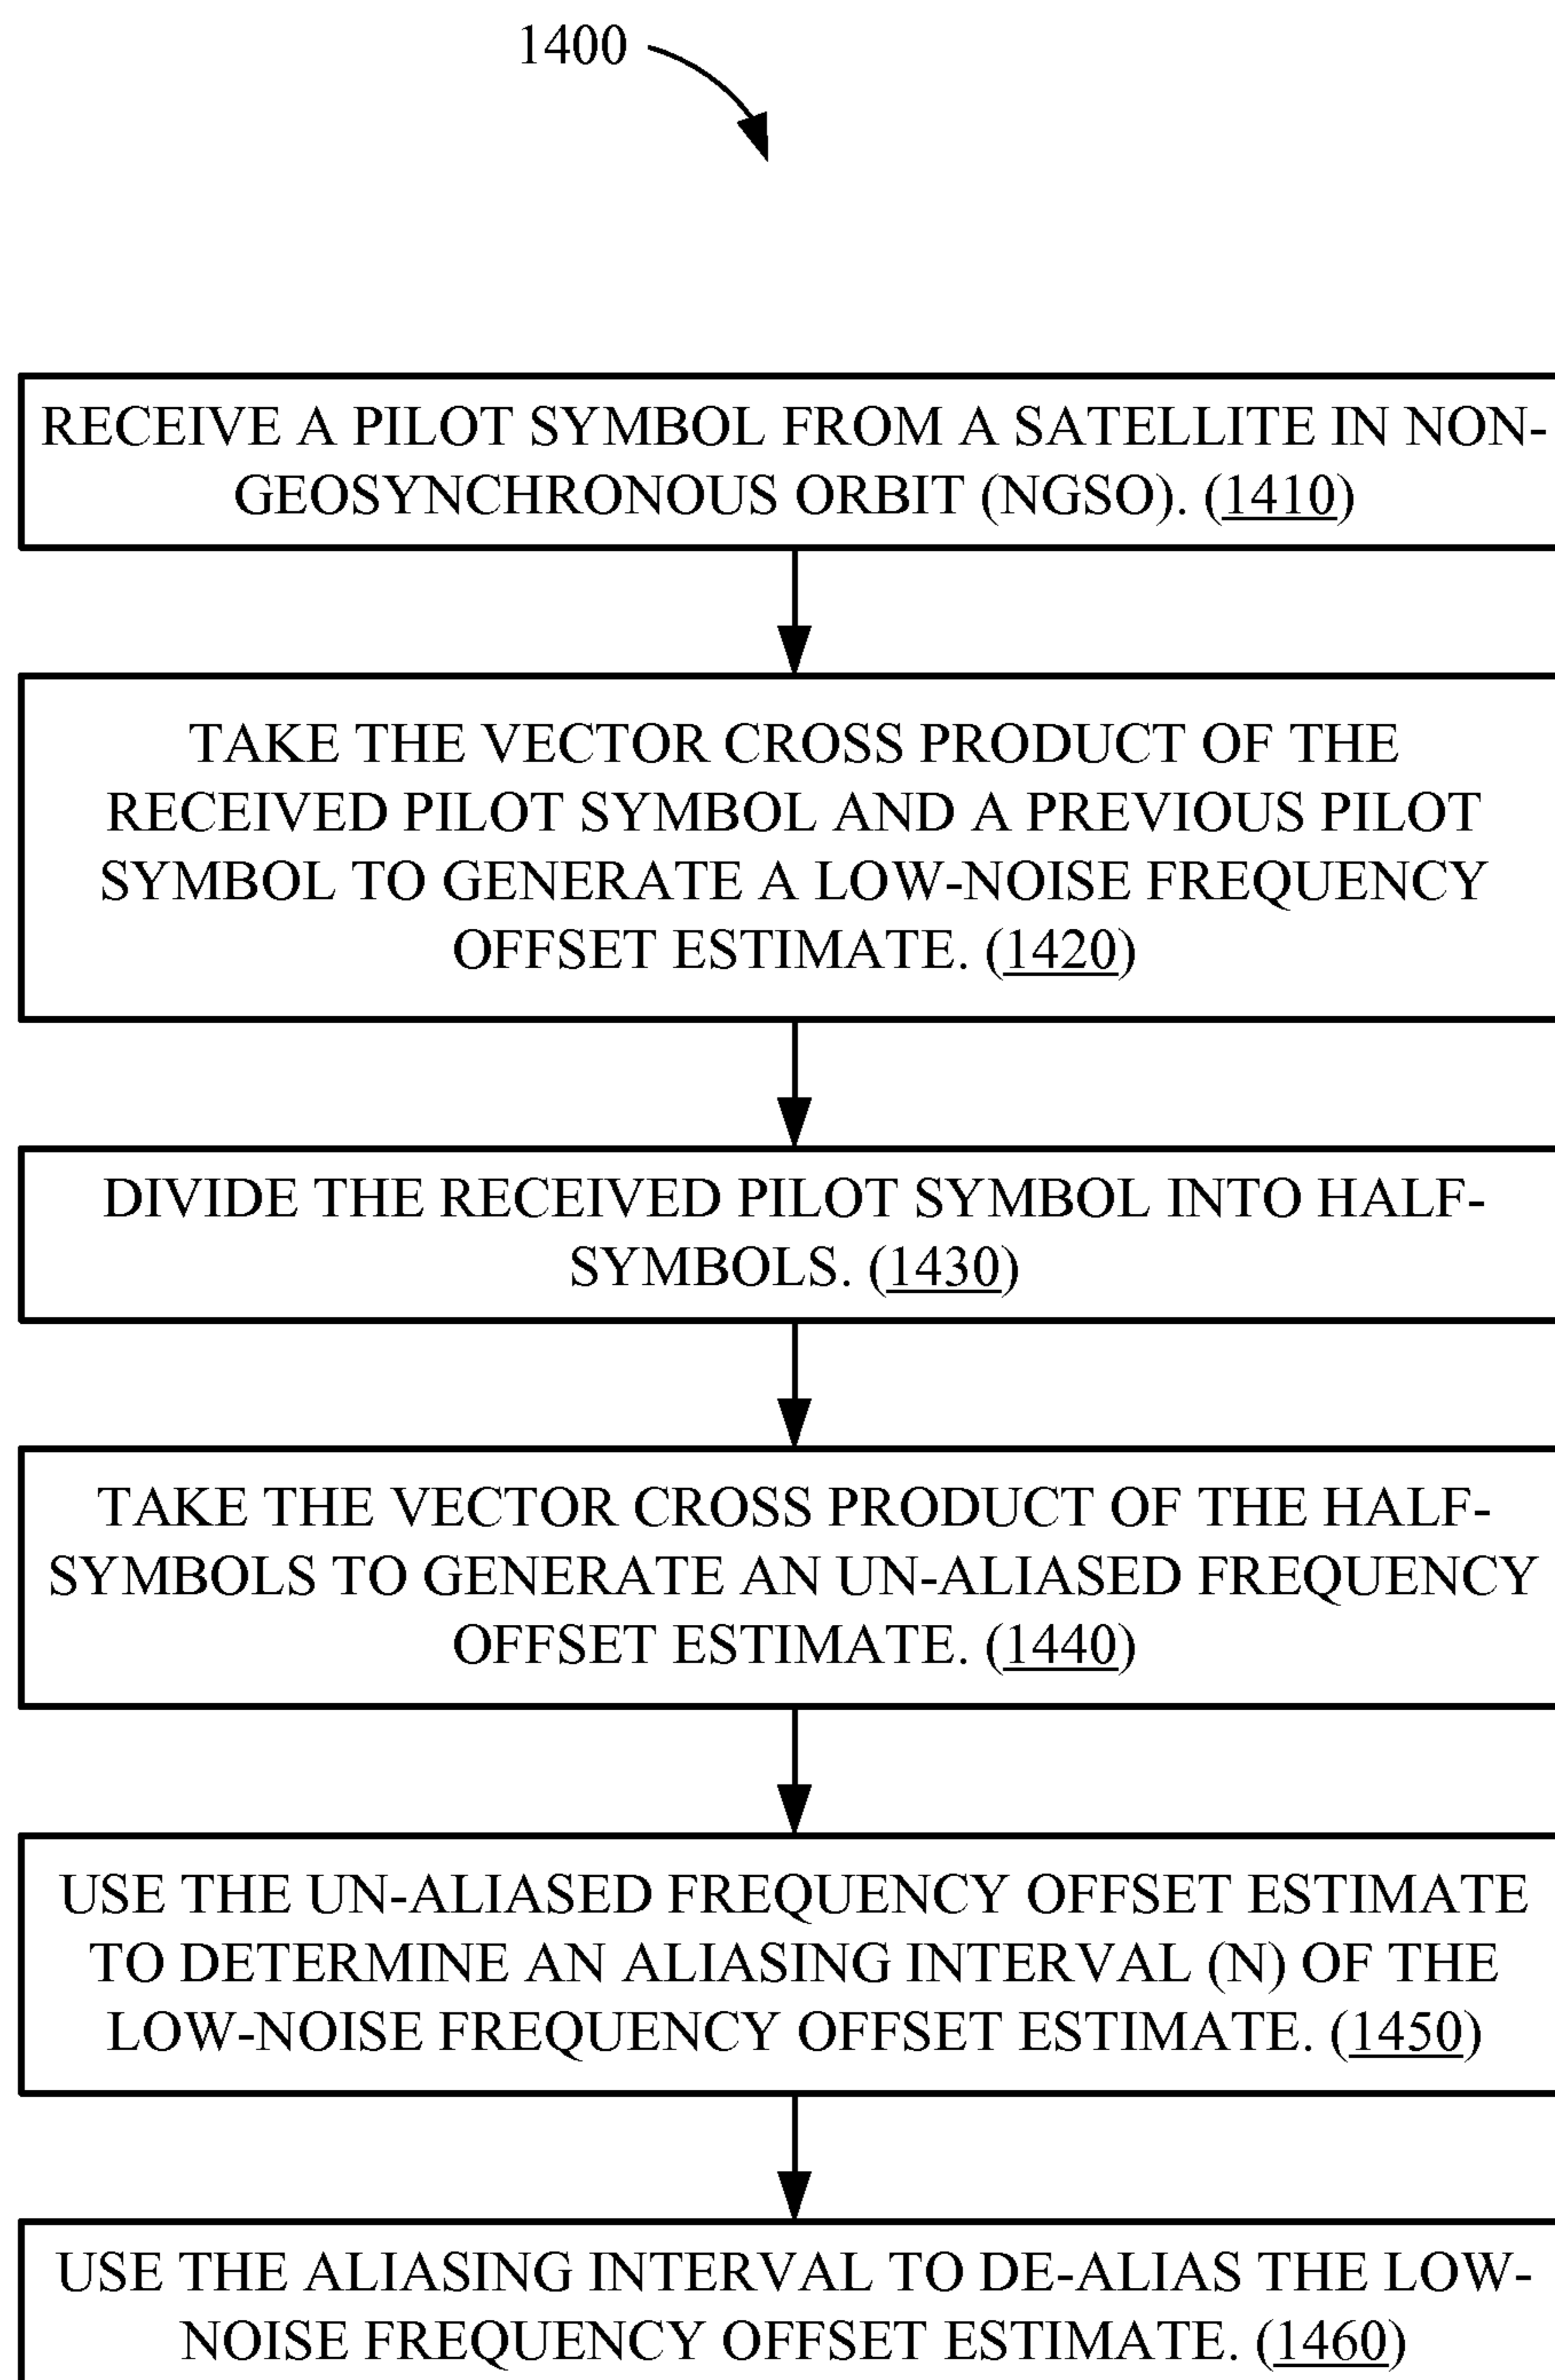 1400
RECEIVE A PILOT SYMBOL FROM A SATELLITE IN NON-
GEOSYNCHRONOUS ORBIT (NGSO). (1410)
TAKE THE VECTOR CROSS PRODUCT OF THE
RECEIVED PILOT SYMBOL AND A PREVIOUS PILOT
SYMBOL TO GENERATE A LOW-NOISE FREQUENCY
OFFSET ESTIMATE. (1420)
DIVIDE THE RECEIVED PILOT SYMBOL INTO HALF-
SYMBOLS. (1430)
TAKE THE VECTOR CROSS PRODUCT OF THE HALF-
SYMBOLS TO GENERATE AN UN-ALIASED FREQUENCY
OFFSET ESTIMATE. (1440)
USE THE UN-ALIASED FREQUENCY OFFSET ESTIMATE
TO DETERMINE AN ALIASING INTERVAL (N) OF THE
LOW-NOISE FREQUENCY OFFSET ESTIMATE. (1450)
USE THE ALIASING INTERVAL TO DE-ALIAS THE LOW-
NOISE FREQUENCY OFFSET ESTIMATE. (1460)